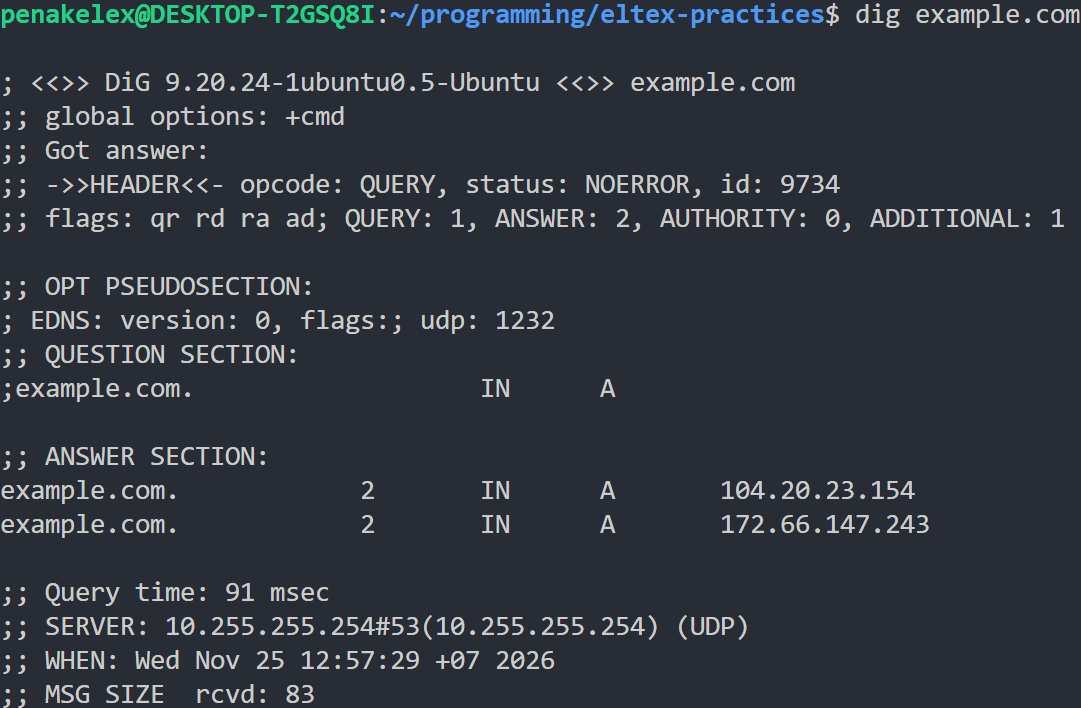 penakelex@DESKTOP-T2GSQ8I:~/programming/eltex-practices$ dig example.com
; <<>> DiG 9.20.24-1ubuntu0.5-Ubuntu <<>> example.com
;; global options: +cmd
;; Got answer:
;; ->>HEADER<<- opcode: QUERY, status: NOERROR, id: 9734
;; flags: qr rd ra ad; QUERY: 1, ANSWER: 2, AUTHORITY: 0, ADDITIONAL: 1
;; OPT PSEUDOSECTION:
; EDNS: version: 0, flags:; udp: 1232
;; QUESTION SECTION:
;example.com. IN A
;; ANSWER SECTION:
example.com. 2 IN A 104.20.23.154
example.com. 2 IN A 172.66.147.243
;; Query time: 91 msec
;; SERVER: 10.255.255.254#53(10.255.255.254) (UDP)
;; WHEN: Wed Nov 25 12:57:29 +07 2026
;; MSG SIZE  rcvd: 83